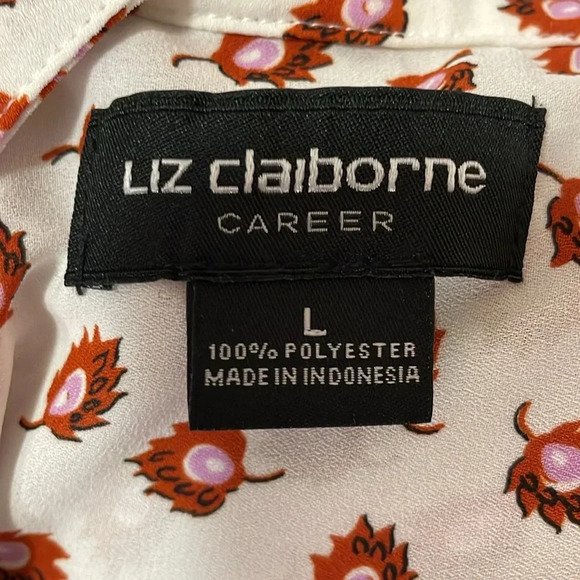 Liz claiborne
CAREER
L
100% POLYESTER
MADE IN INDONESIA